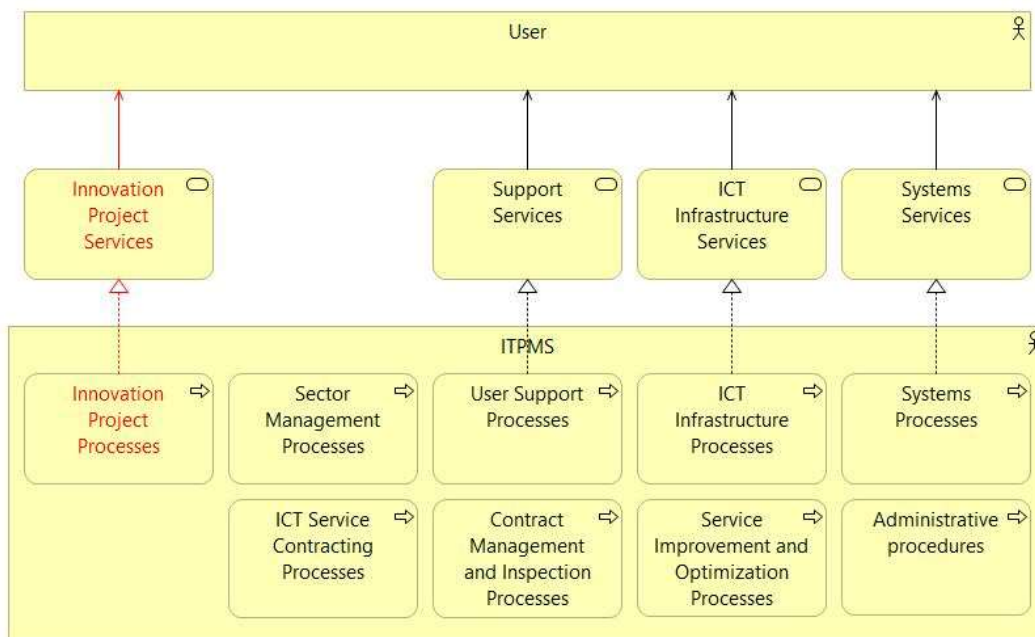 User
Innovation
Project
Services
Support
Services
ICT
Infrastructure
Services
Systems
Services
ITPMS
Innovation
Project
Processes
Sector
Management
Processes
User Support
Processes
ICT
Infrastructure
Processes
Systems
Processes
ICT Service
Contracting
Processes
Contract
Management
and Inspection
Processes
Service
Improvement and
Optimization
Processes
Administrative
procedures